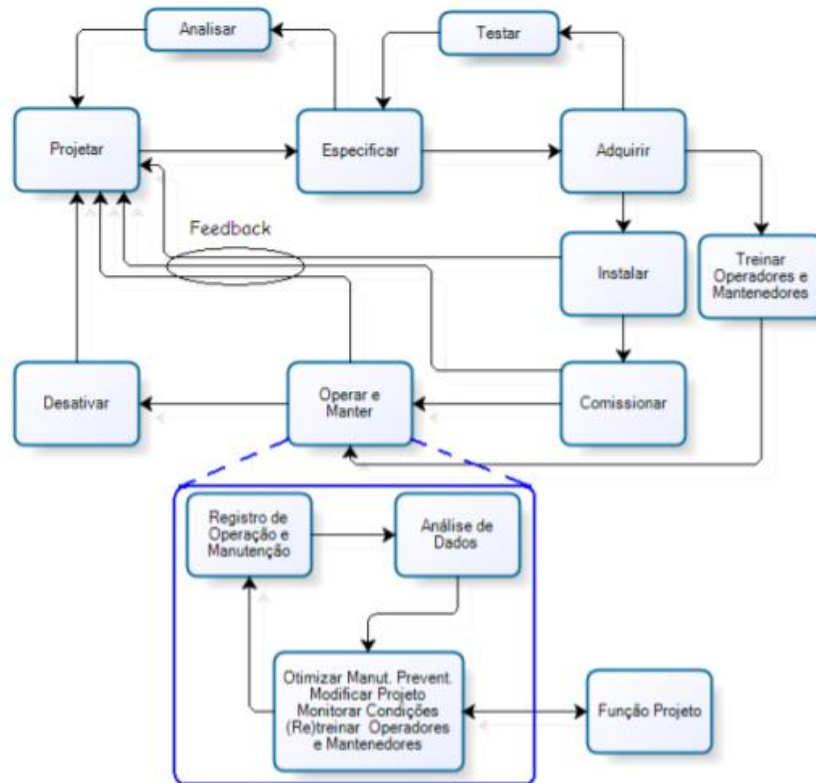 Analisar
Testar
Projetar
Especificar
Adquirir
Feedback
Instalar
Treinar
Operadores e
Mantenedores
Desativar
Operar e
Manter
Comissionar
Registro de
Operação e
Manutenção
Análise de
Dados
Otimizar Manut. Prevent.
Modificar Projeto
Monitorar Condições
(Re)treinar Operadores
e Mantenedores
Função Projeto